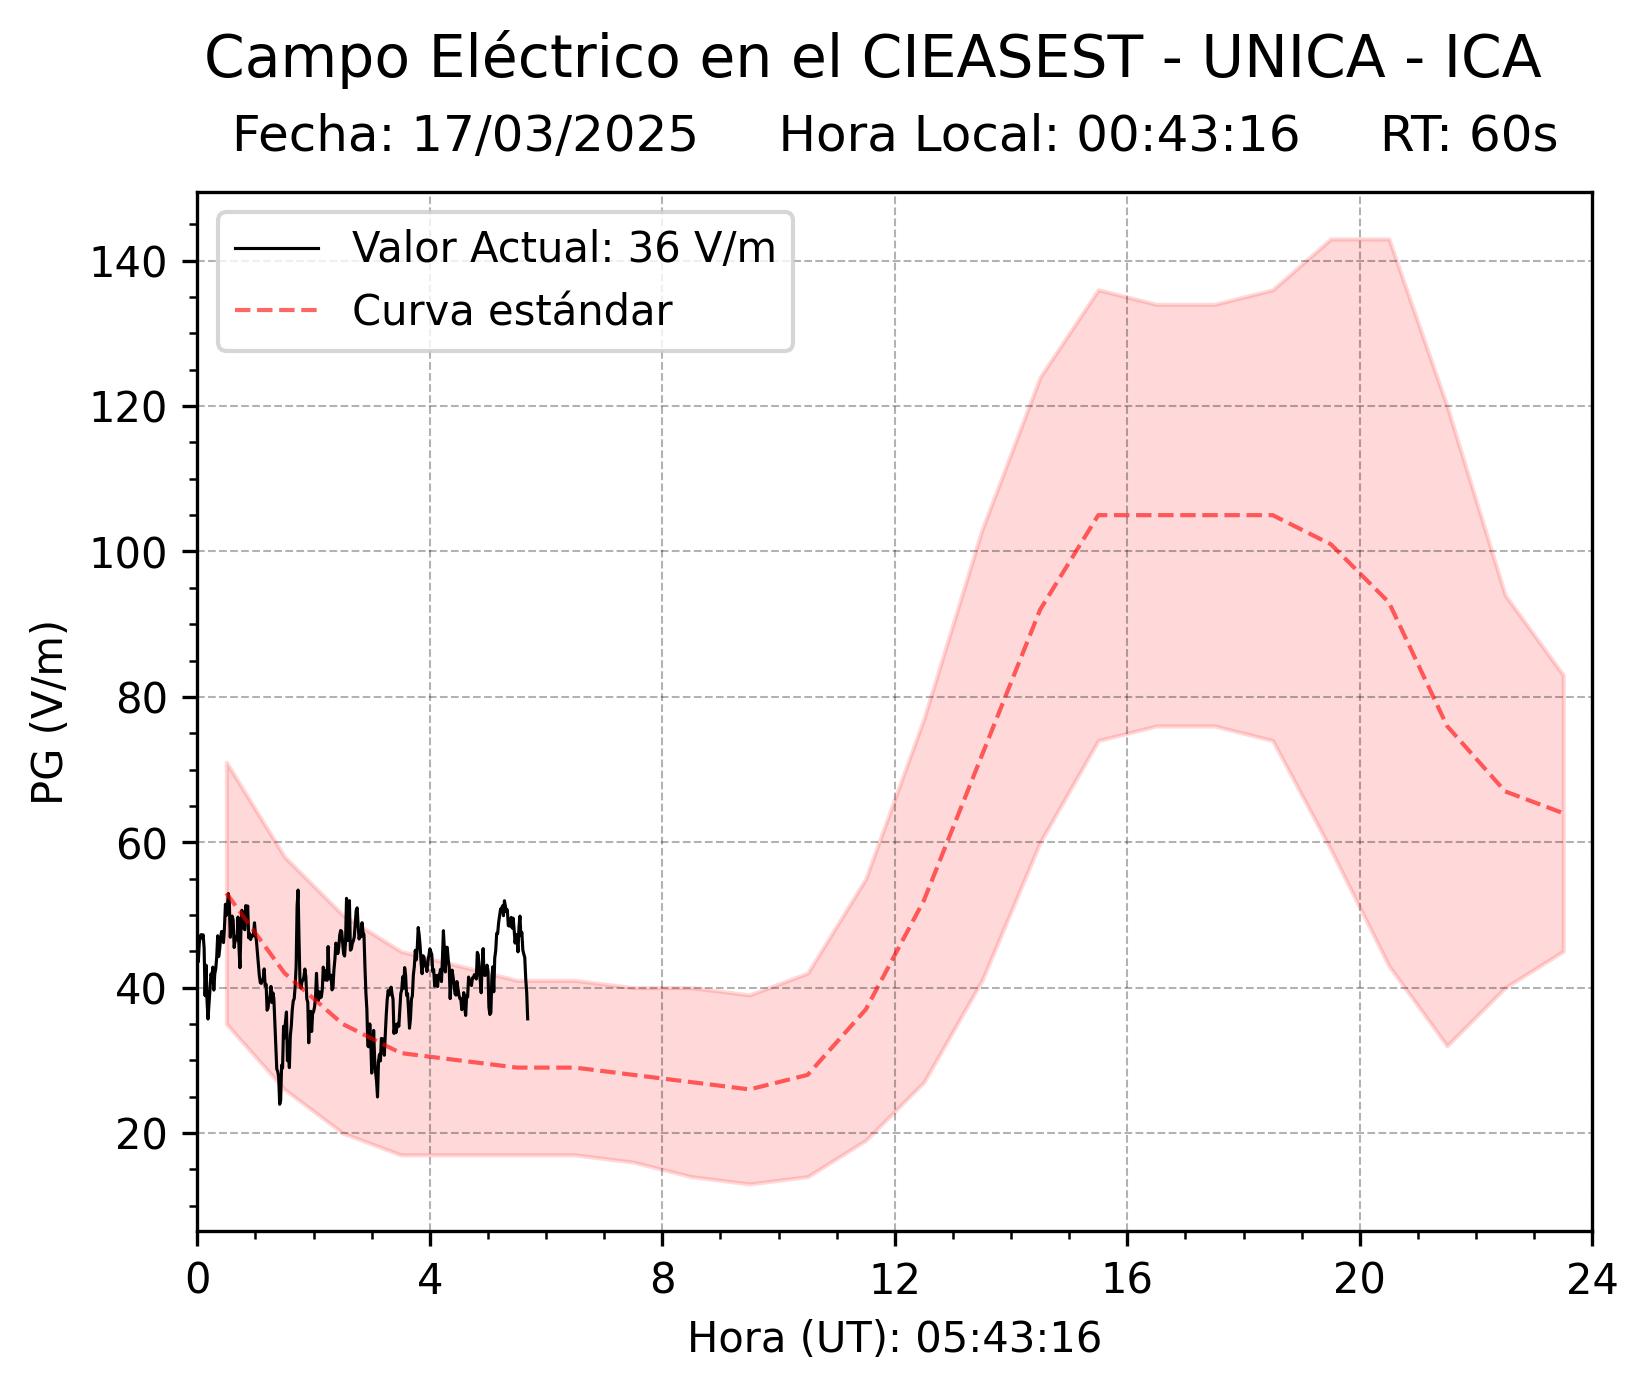 Campo Eléctrico en el CIEASEST - UNICA - ICA
Fecha: 17/03/2025 Hora Local: 00:43:16 RT: 60s
Valor Actual: 36 V/m
Curva estándar
140
120
100
80
60
40
20
PG (V/m)
0 4 8 12 16 20 24
Hora (UT): 05:43:16